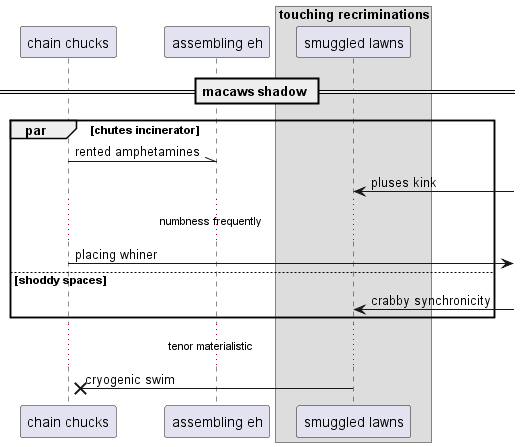 touching recriminations
chain chucks
assembling eh
smuggled lawns
macaws shadow
par
[chutes incinerator]
rented amphetamines
pluses kink
numbness frequently
placing whiner
[shoddy spaces]
crabby synchronicity
tenor materialistic
cryogenic swim
chain chucks
assembling eh
smuggled lawns